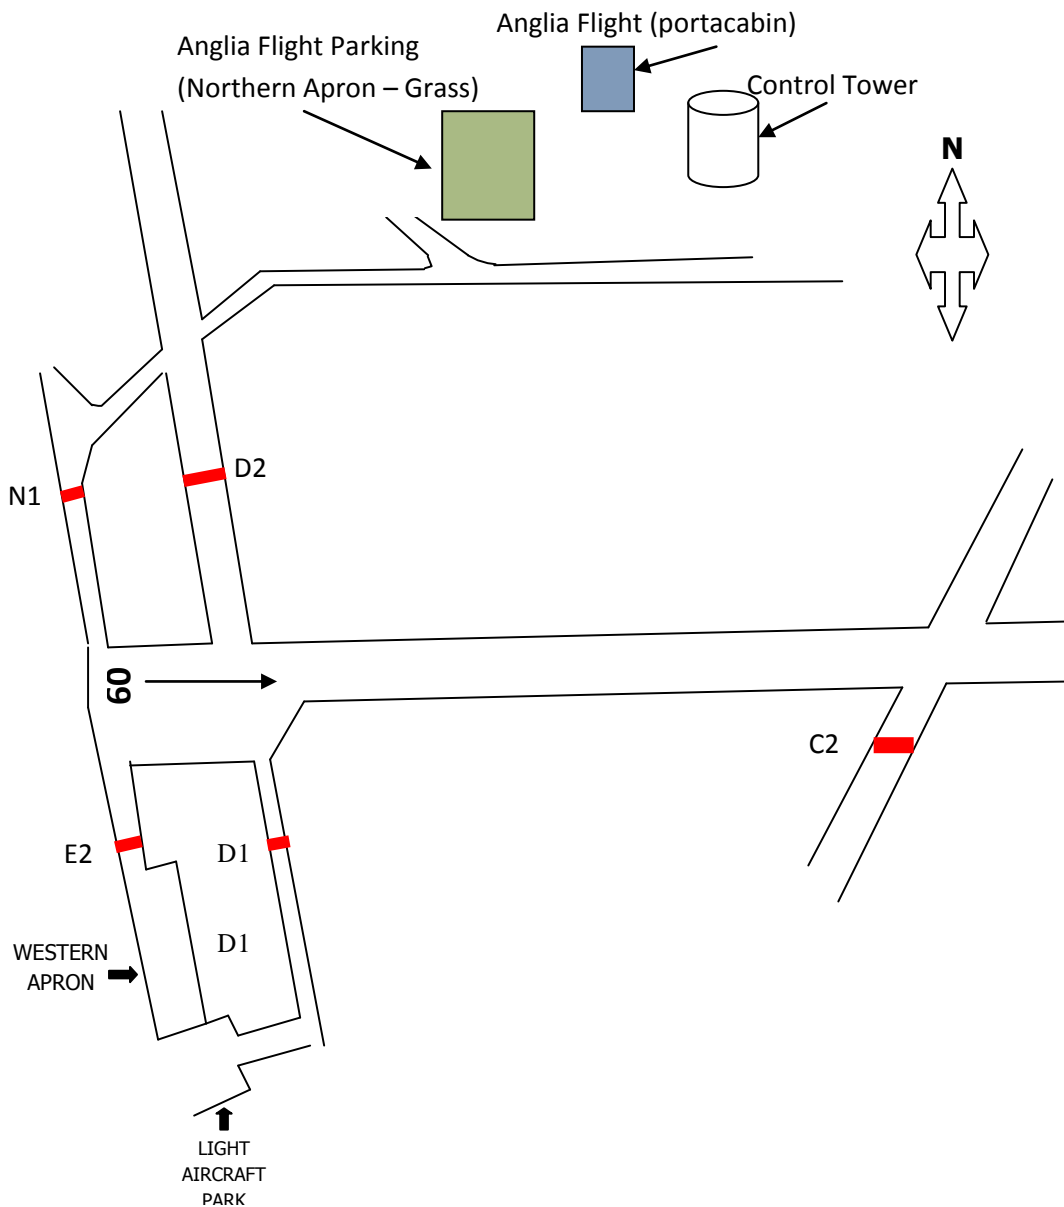 Anglia Flight (portacabin)
Anglia Flight Parking
(Northern Apron – Grass)
Control Tower
N
D2
N1
09
C2
E2
D1
D1
WESTERN
APRON
LIGHT
AIRCRAFT
PARK